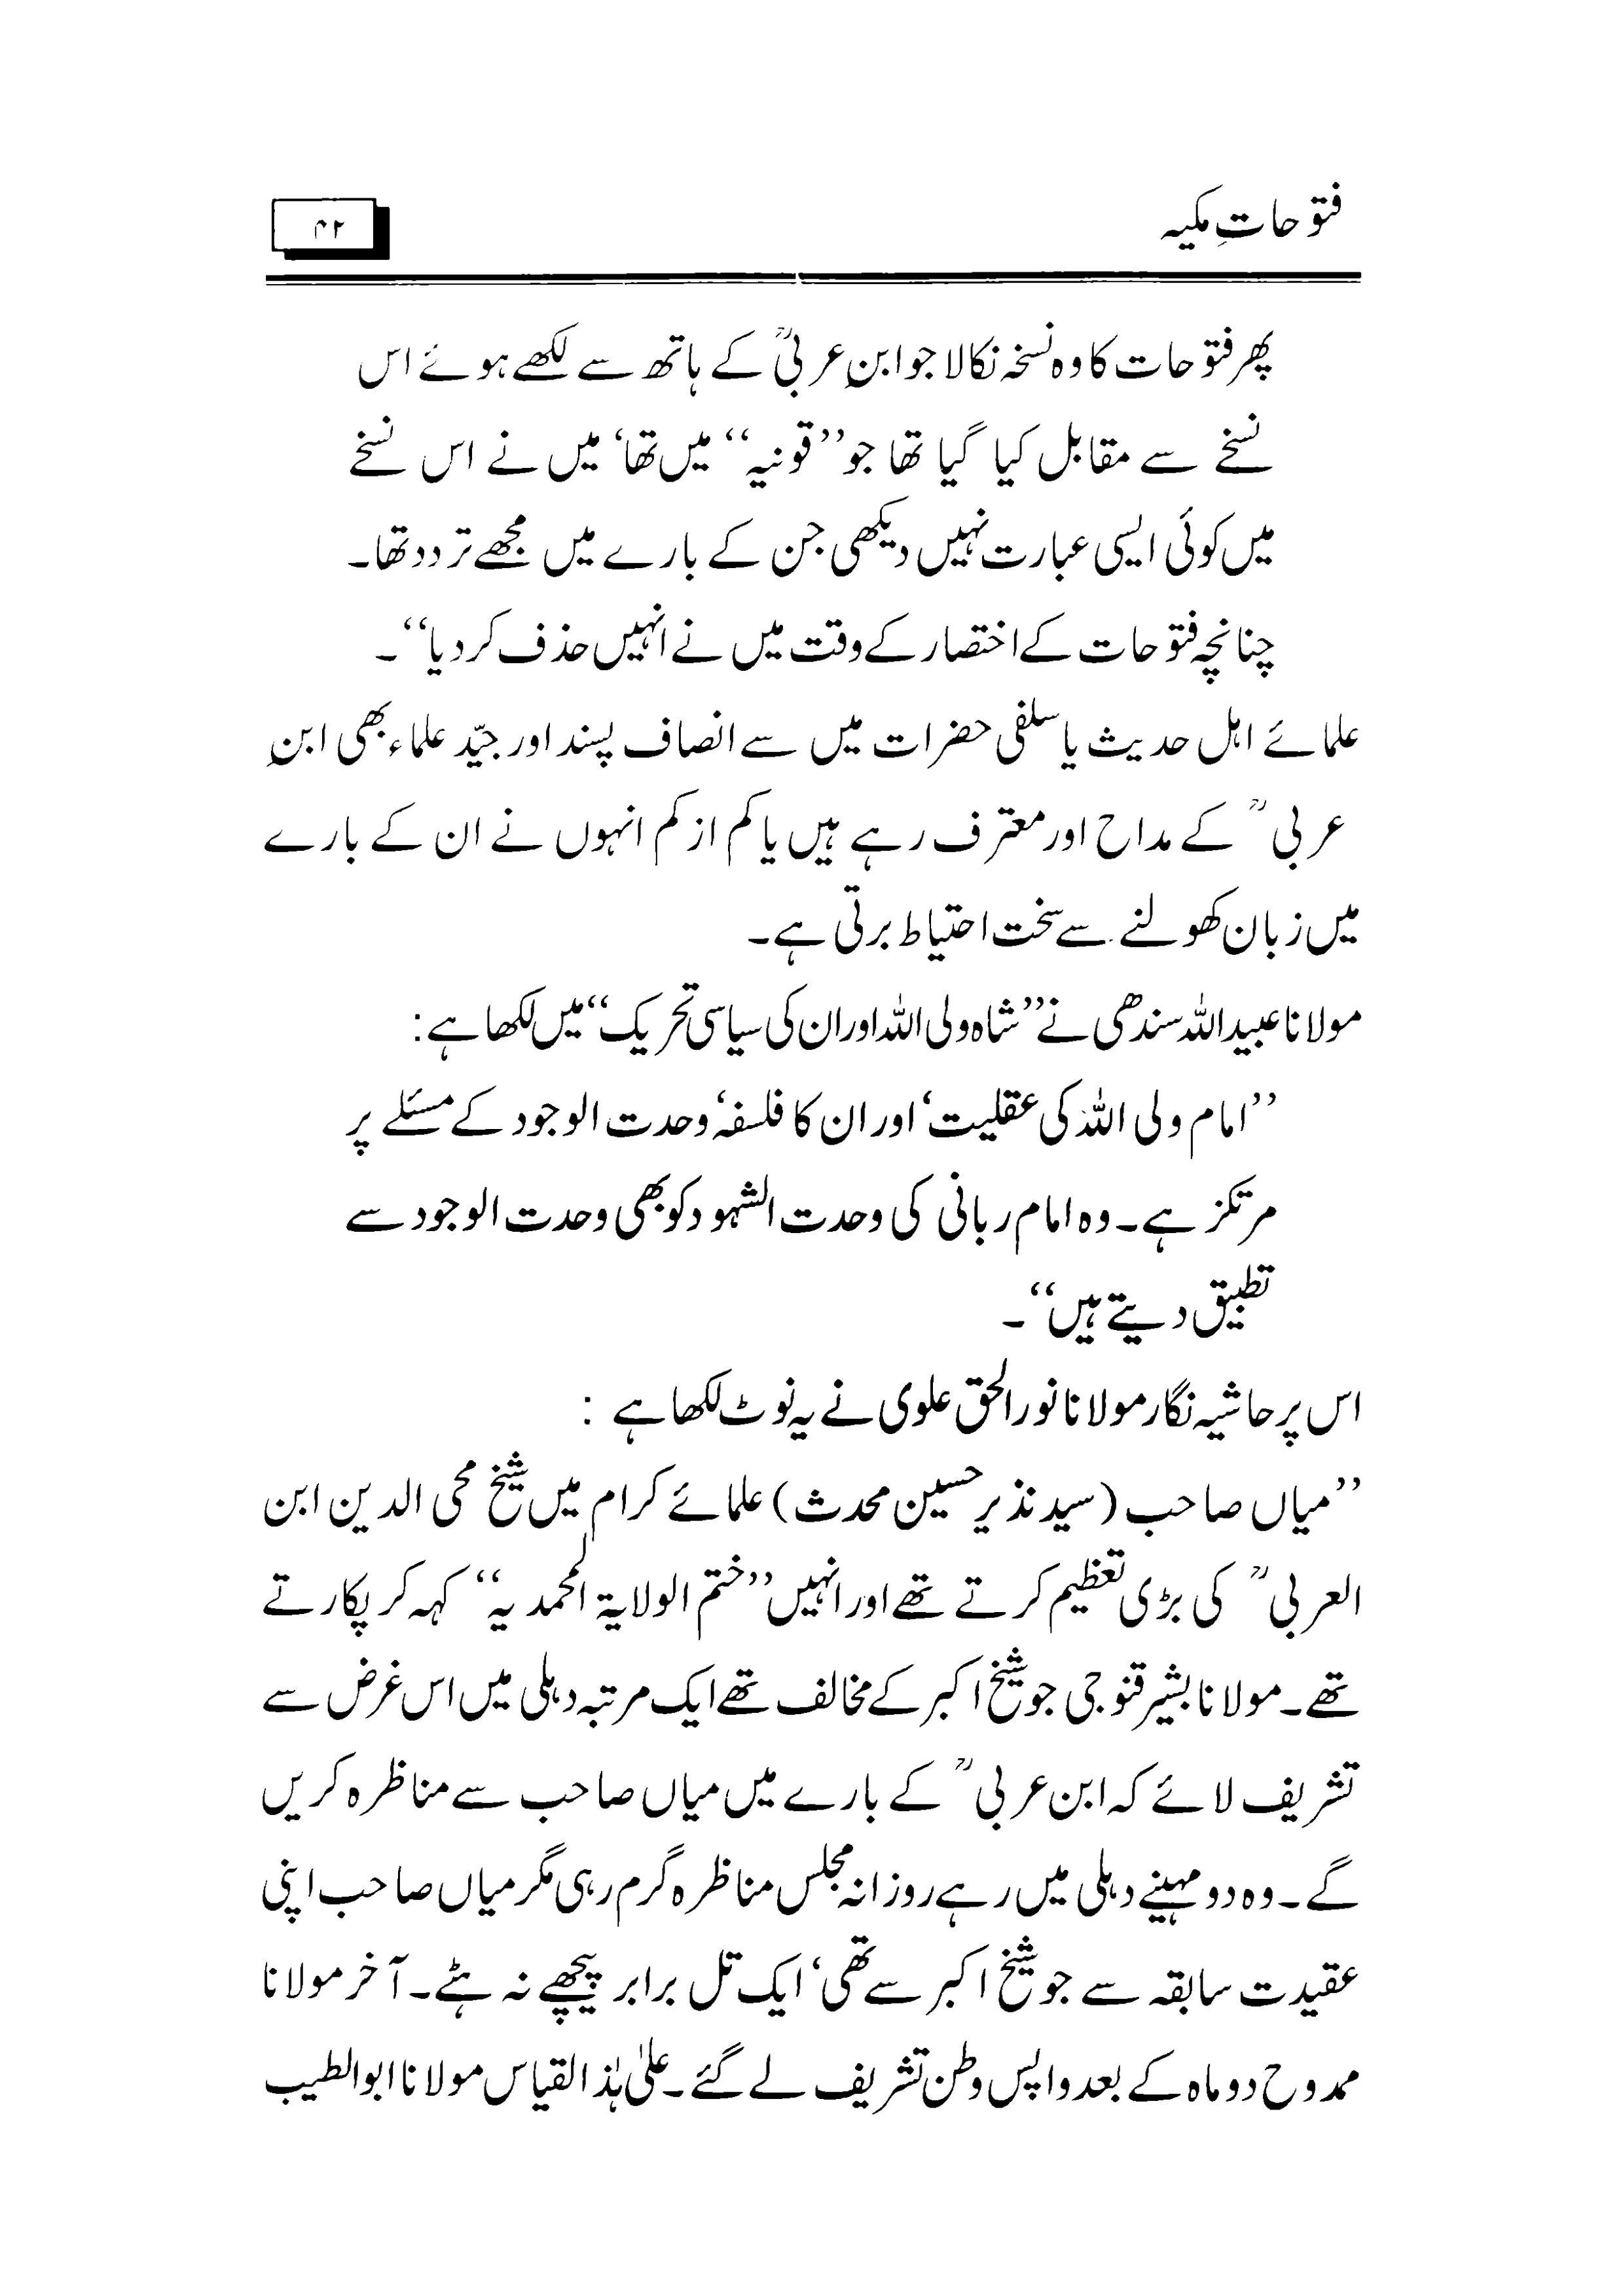 فتوحاتِ مکیہ
۴۲
پھر فتوحات کا وہ نسخہ نکالا جو ابنِ عربیؒ کے ہاتھ سے لکھے ہوئے اس
نسخے سے مقابل کیا گیا تھا جو ’’قونیہ‘‘ میں تھا‘ میں نے اس نسخے
میں کوئی ایسی عبارت نہیں دیکھی جن کے بارے میں مجھے تردد تھا۔
چنانچہ فتوحات کے اختصار کے وقت میں نے انہیں حذف کر دیا‘‘۔
علمائے اہل حدیث یا سلفی حضرات میں سے انصاف پسند اور جیّد علماء بھی ابنِ
عربی ؒ کے مداح اور معترف رہے ہیں یا کم از کم انہوں نے ان کے بارے
میں زبان کھولنے سے سخت احتیاط برتی ہے۔
مولانا عبید اللہ سندھی نے ’’شاہ ولی اللہ اور ان کی سیاسی تحریک‘‘ میں لکھا ہے:
’’امام ولی اللہ کی عقلیت‘ اور ان کا فلسفہ‘ وحدت الوجود کے مسئلے پر
مرتکز ہے۔ وہ امام ربانی کی وحدت الشہود کو بھی وحدت الوجود سے
تطبیق دیتے ہیں‘‘۔
اس پر حاشیہ نگار مولانا نور الحق علوی نے یہ نوٹ لکھا ہے :
’’میاں صاحب (سید نذیر حسین محدث) علمائے کرام میں شیخ محی الدین ابن
العربی ؒ کی بڑی تعظیم کرتے تھے اور انہیں ’’ختم الولایۃ المحمدیہ‘‘ کہہ کر پکارتے
تھے۔ مولانا بشیر قنوجی جو شیخ اکبر کے مخالف تھے ایک مرتبہ دہلی میں اس غرض سے
تشریف لائے کہ ابن عربی ؒ کے بارے میں میاں صاحب سے مناظرہ کریں
گے۔ وہ دو مہینے دہلی میں رہے روزانہ مجلس مناظرہ گرم رہی مگر میاں صاحب اپنی
عقیدت سابقہ سے جو شیخ اکبر سے تھی‘ ایک تل برابر پیچھے نہ ہٹے۔ آخر مولانا
ممدوح دو ماہ کے بعد واپس وطن تشریف لے گئے۔ علیٰ ہٰذا القیاس مولانا ابو الطیب